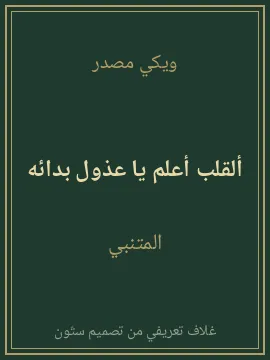 ويكي مصدر
ألقلب أعلم يا عذول بدائه
المتنبي
غلاف تعريفي من تصميم سثون